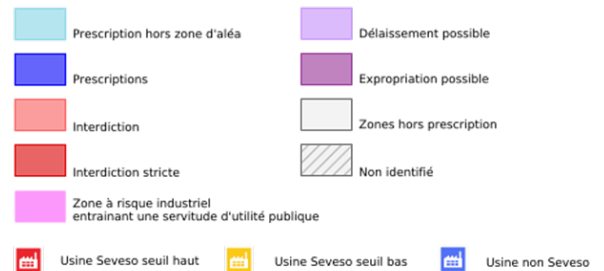 Prescription hors zone d'aléa
Délaissement possible
Prescriptions
Expropriation possible
Interdiction
Zones hors prescription
Interdiction stricte
Non identifié
Zone à risque industriel
entrainant une servitude d'utilité publique
Usine Seveso seuil haut
Usine Seveso seuil bas
Usine non Seveso